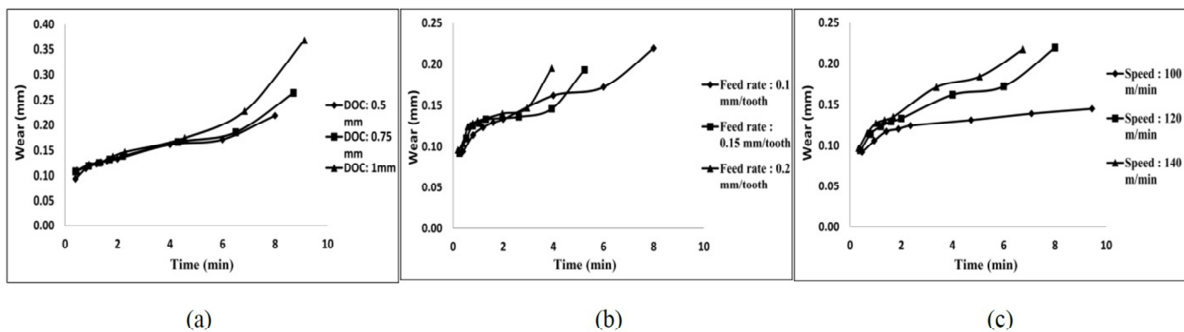 0.40
0.35
0.30
0.25
0.20
0.15
0.10
0.05
0.00
Wear (mm)
0 2 4 6 8 10
Time (min)
DOC: 0.5
mm
DOC: 0.75
mm
DOC: 1mm
(a)
0.25
0.20
0.15
0.10
0.05
0.00
Wear (mm)
0 2 4 6 8 10
Time (min)
Feed rate : 0.1
mm/tooth
Feed rate :
0.15 mm/tooth
Feed rate : 0.2
mm/tooth
(b)
0.25
0.20
0.15
0.10
0.05
0.00
Wear (mm)
0 2 4 6 8 10
Time (min)
Speed : 100
m/min
Speed : 120
m/min
Speed : 140
m/min
(c)